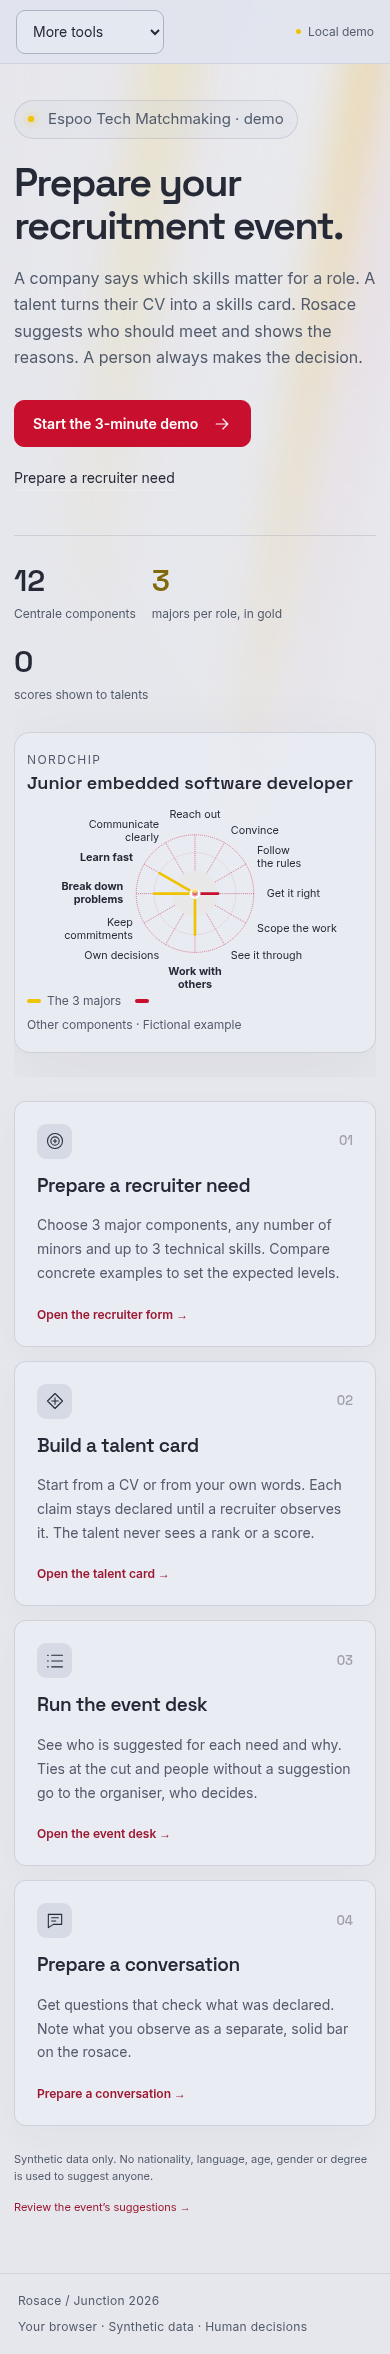 More tools
Local demo
Espoo Tech Matchmaking · demo
Prepare your
recruitment event.
A company says which skills matter for a role. A
talent turns their CV into a skills card. Rosace
suggests who should meet and shows the
reasons. A person always makes the decision.
Start the 3-minute demo →
Prepare a recruiter need
12
Centrale components
3
majors per role, in gold
0
scores shown to talents
NORDCHIP
Junior embedded software developer
Reach out
Convince
Follow
the rules
Get it right
Scope the work
See it through
Work with
others
Own decisions
Keep
commitments
Break down
problems
Learn fast
Communicate
clearly
The 3 majors
Other components · Fictional example
01
Prepare a recruiter need
Choose 3 major components, any number of
minors and up to 3 technical skills. Compare
concrete examples to set the expected levels.
Open the recruiter form →
02
Build a talent card
Start from a CV or from your own words. Each
claim stays declared until a recruiter observes
it. The talent never sees a rank or a score.
Open the talent card →
03
Run the event desk
See who is suggested for each need and why.
Ties at the cut and people without a suggestion
go to the organiser, who decides.
Open the event desk →
04
Prepare a conversation
Get questions that check what was declared.
Note what you observe as a separate, solid bar
on the rosace.
Prepare a conversation →
Synthetic data only. No nationality, language, age, gender or degree
is used to suggest anyone.
Review the event's suggestions →
Rosace / Junction 2026
Your browser · Synthetic data · Human decisions